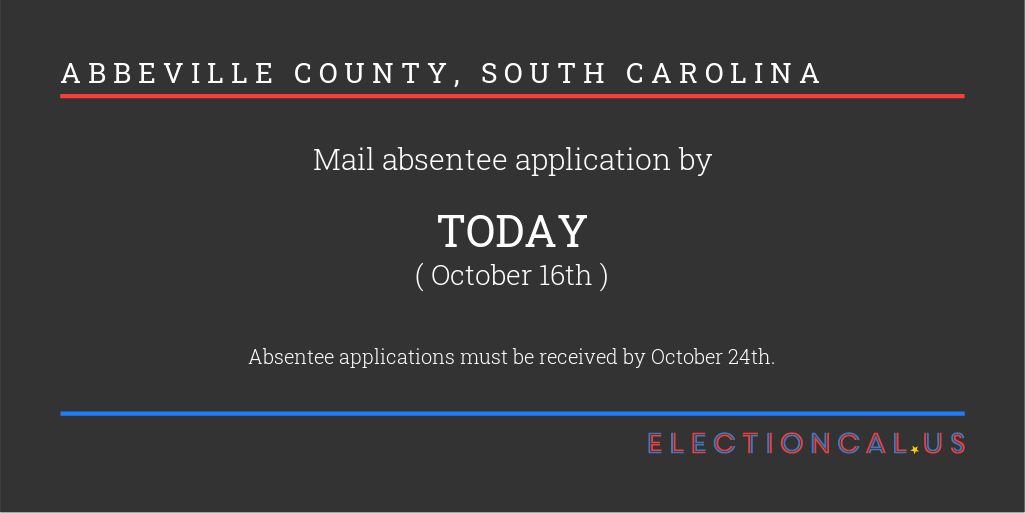 ABBEVILLE COUNTY, SOUTH CAROLINA
Mail absentee application by
TODAY
( October 16th )
Absentee applications must be received by October 24th.
ELECTIONCAL.US